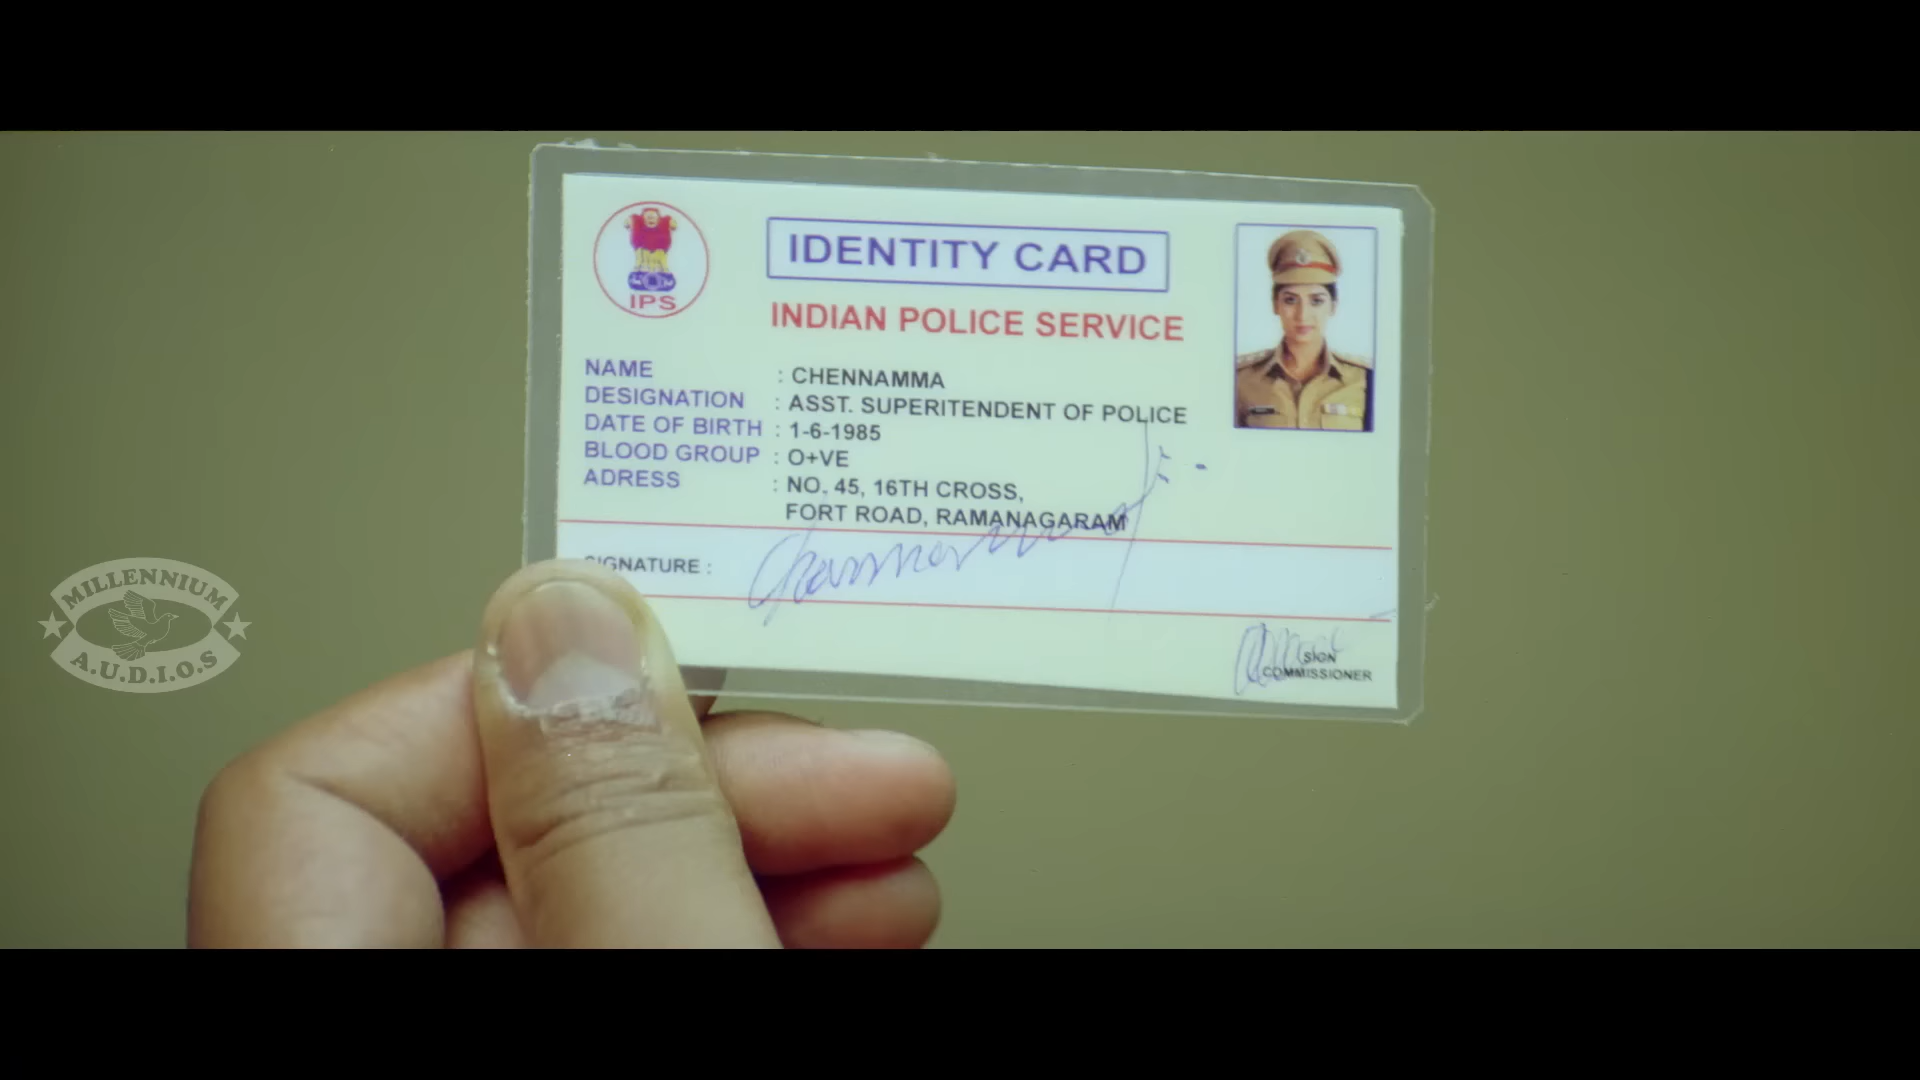 IPS
IDENTITY CARD
INDIAN POLICE SERVICE
NAME : CHENNAMMA
DESIGNATION : ASST. SUPERITENDENT OF POLICE
DATE OF BIRTH : 1-6-1985
BLOOD GROUP : O+VE
ADRESS : NO. 45, 16TH CROSS,
FORT ROAD, RAMANAGARAM
SIGNATURE :
SIGN
COMMISSIONER
MILLENNIUM
A.U.D.I.O.S